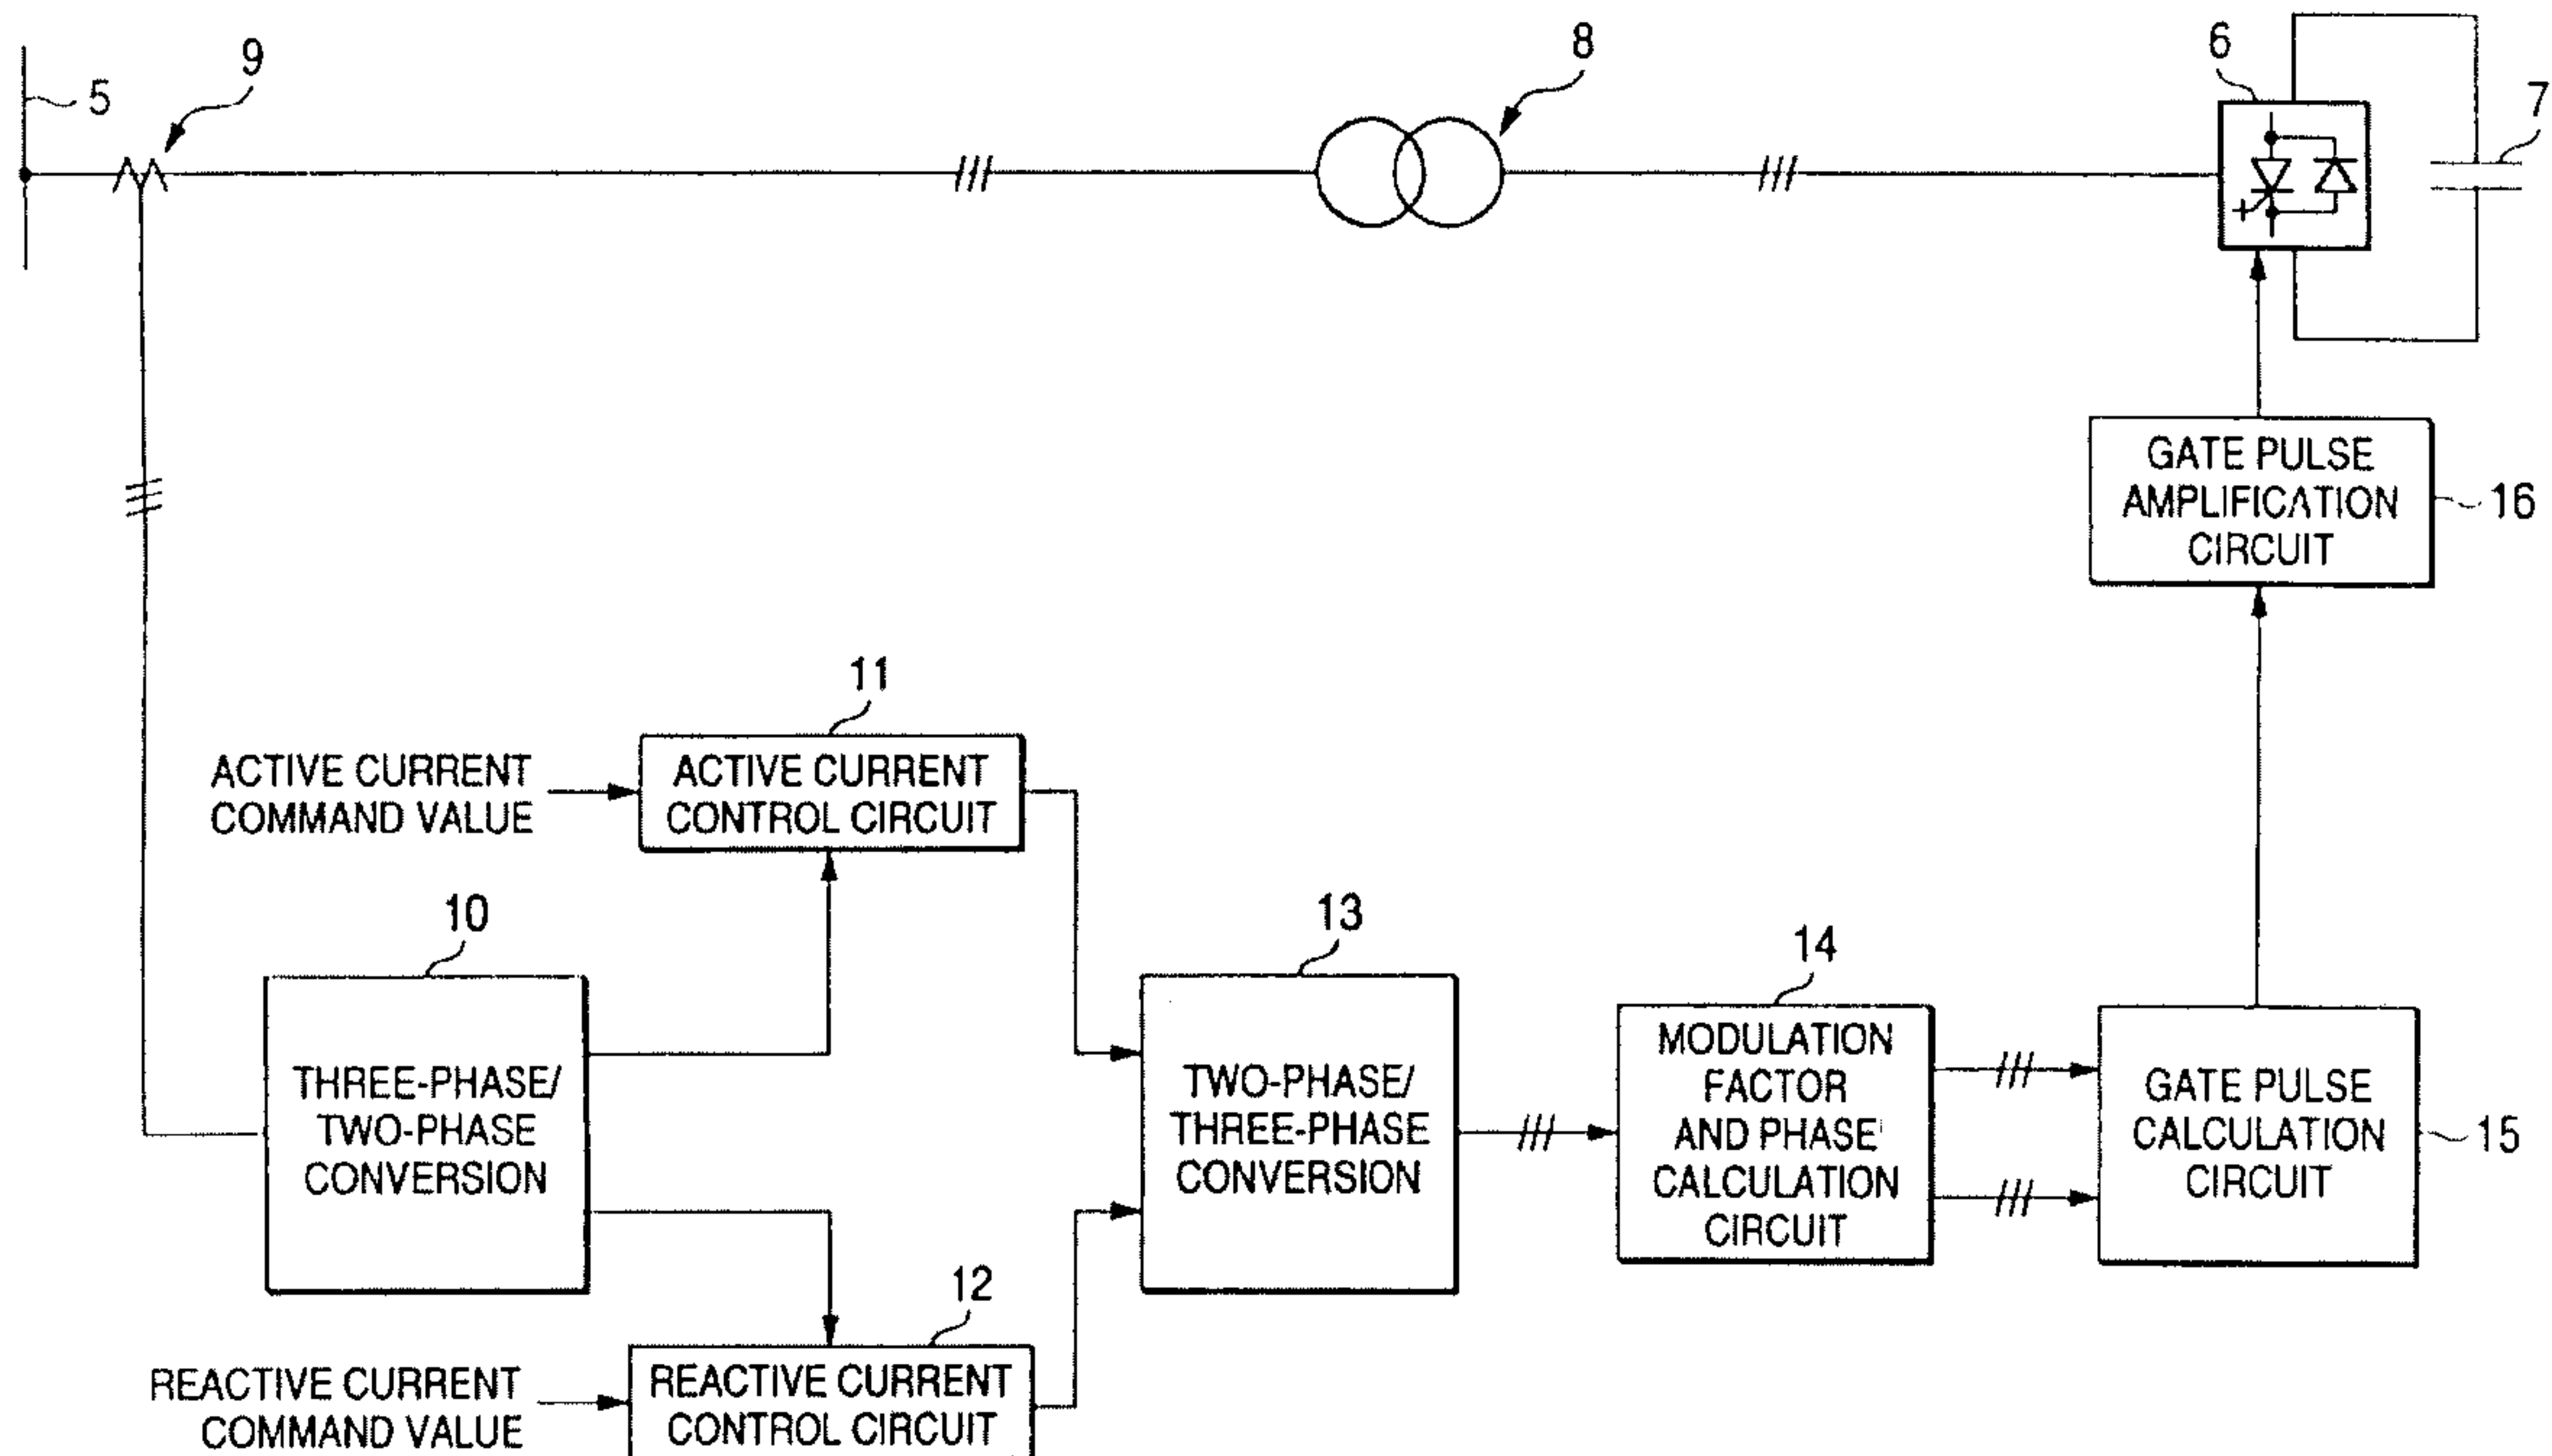 9
8
6
5
7
GATE PULSE
AMPLIFICATION
CIRCUIT
16
11
ACTIVE CURRENT
COMMAND VALUE
ACTIVE CURRENT
CONTROL CIRCUIT
10
THREE-PHASE/
TWO-PHASE
CONVERSION
13
TWO-PHASE/
THREE-PHASE
CONVERSION
14
MODULATION
FACTOR
AND PHASE
CALCULATION
CIRCUIT
GATE PULSE
CALCULATION
CIRCUIT
15
12
REACTIVE CURRENT
COMMAND VALUE
REACTIVE CURRENT
CONTROL CIRCUIT